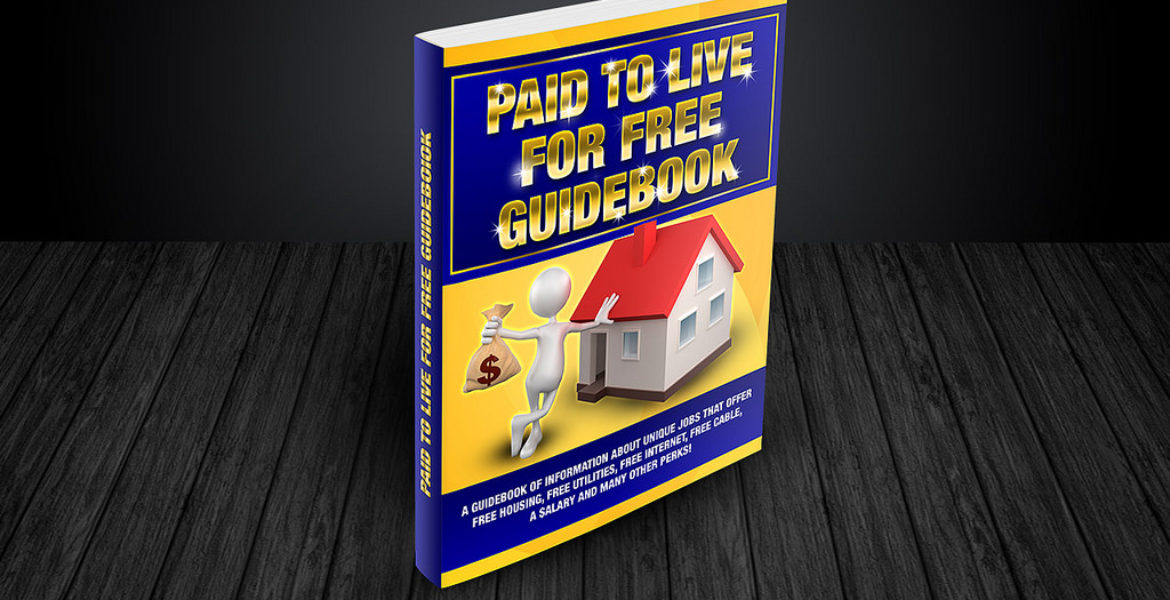 PAID TO LIVE
FOR FREE
GUIDEBOOK
A GUIDEBOOK OF INFORMATION ABOUT UNIQUE JOBS THAT OFFER
FREE HOUSING, FREE UTILITIES, FREE INTERNET, FREE CABLE,
A SALARY AND MANY OTHER PERKS!
$
PAID TO LIVE FOR FREE GUIDEBOIOK